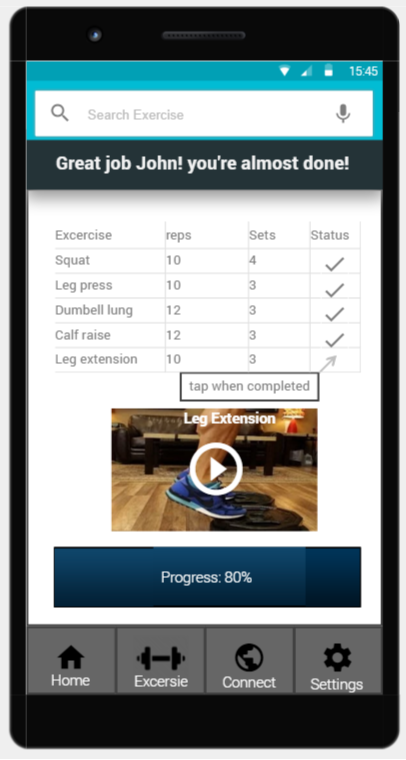 15:45
Search Exercise
Great job John! you're almost done!
Excercise reps Sets Status
Squat 10 4
Leg press 10 3
Dumbell lung 12 3
Calf raise 12 3
Leg extension 10 3
tap when completed
Leg Extension
Progress: 80%
Home Excersie Connect Settings